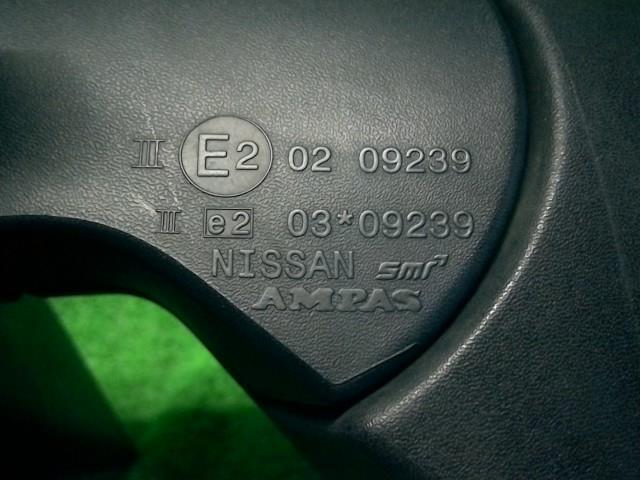 III E2 02 09239
III e2 03*09239
NISSAN smr
AMPAS